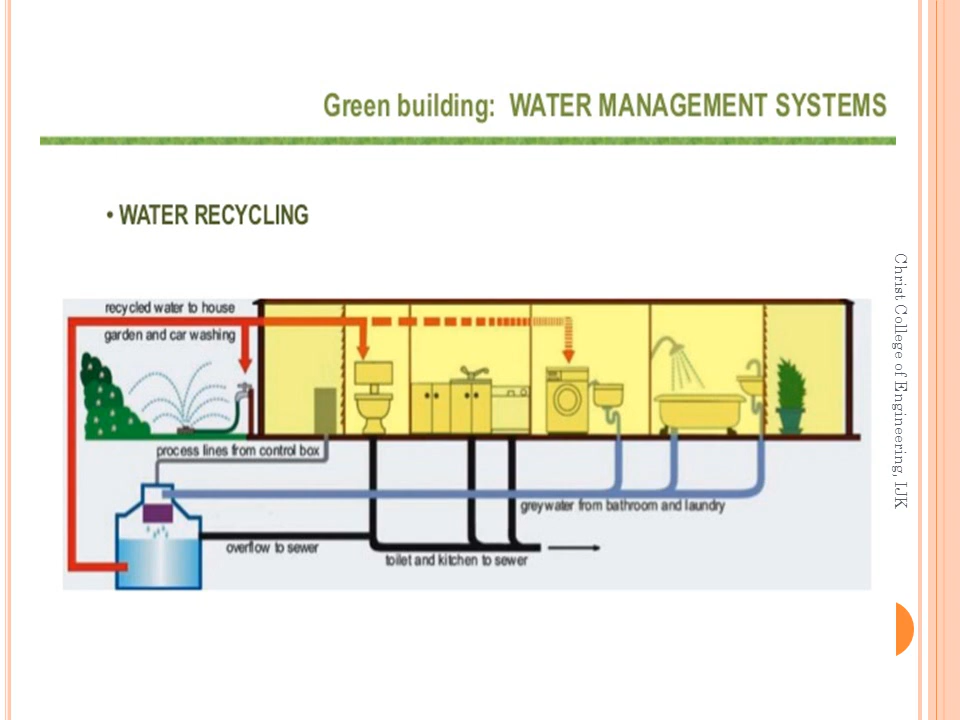 Green building: WATER MANAGEMENT SYSTEMS
• WATER RECYCLING
recycled water to house
garden and car washing
process lines from control box
greywater from bathroom and laundry
overflow to sewer
toilet and kitchen to sewer
Christ College of Engineering, IJK